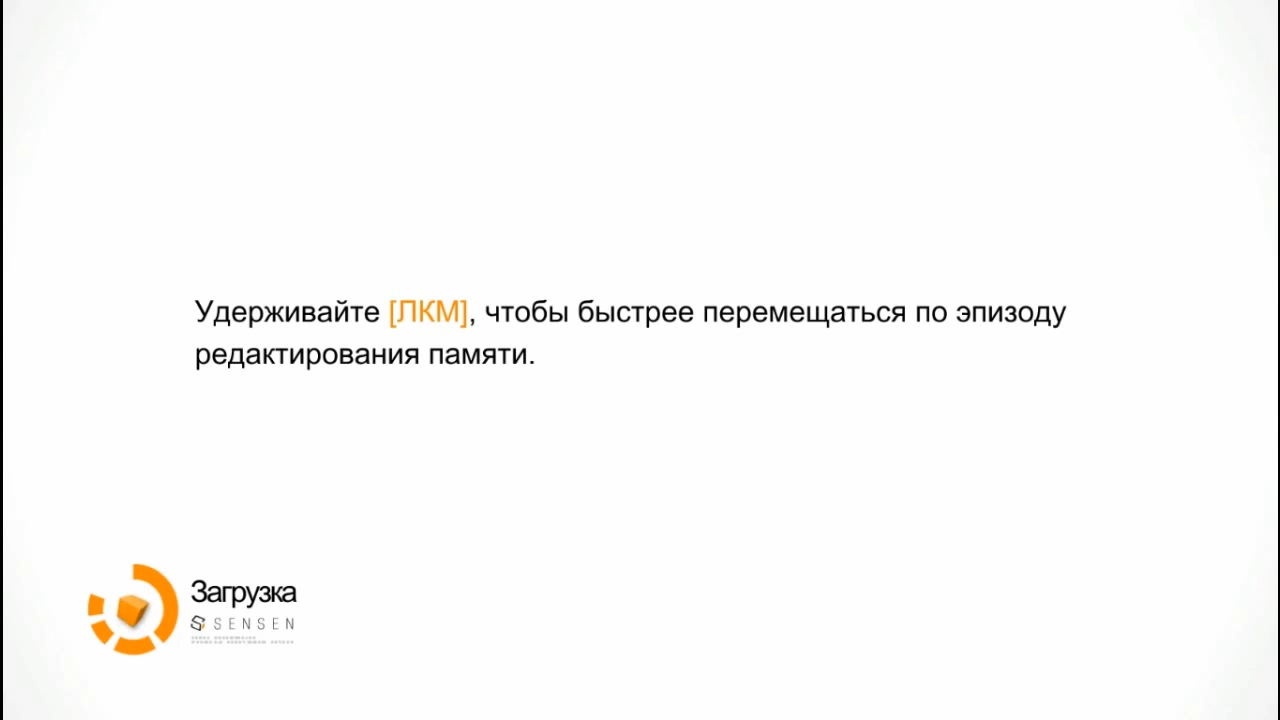 Удерживайте [ЛКМ], чтобы быстрее перемещаться по эпизоду
редактирования памяти.
Загрузка
SENSEN